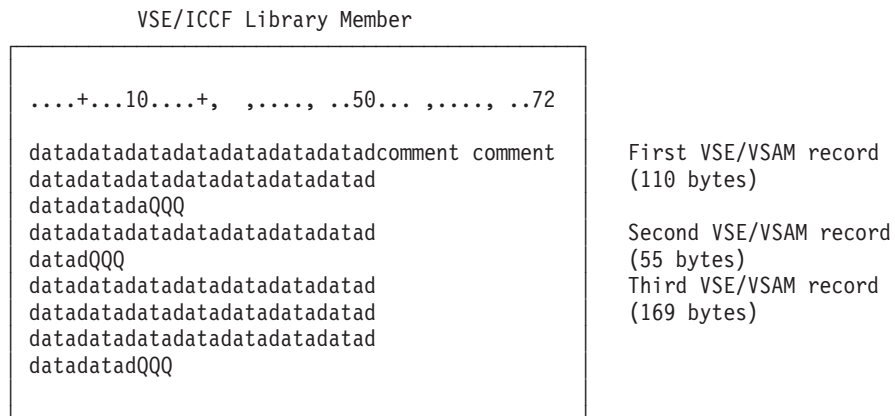 VSE/ICCF Library Member
....+...10....+, ,...., ..50... ,...., ..72
datadatadatadatadatadatadatadcomment comment First VSE/VSAM record
datadatadatadatadatadatadatad (110 bytes)
datadatadaQQQ
datadatadatadatadatadatadatad Second VSE/VSAM record
datadQQQ (55 bytes)
datadatadatadatadatadatadatad Third VSE/VSAM record
datadatadatadatadatadatadatad (169 bytes)
datadatadatadatadatadatadatad
datadatadQQQ